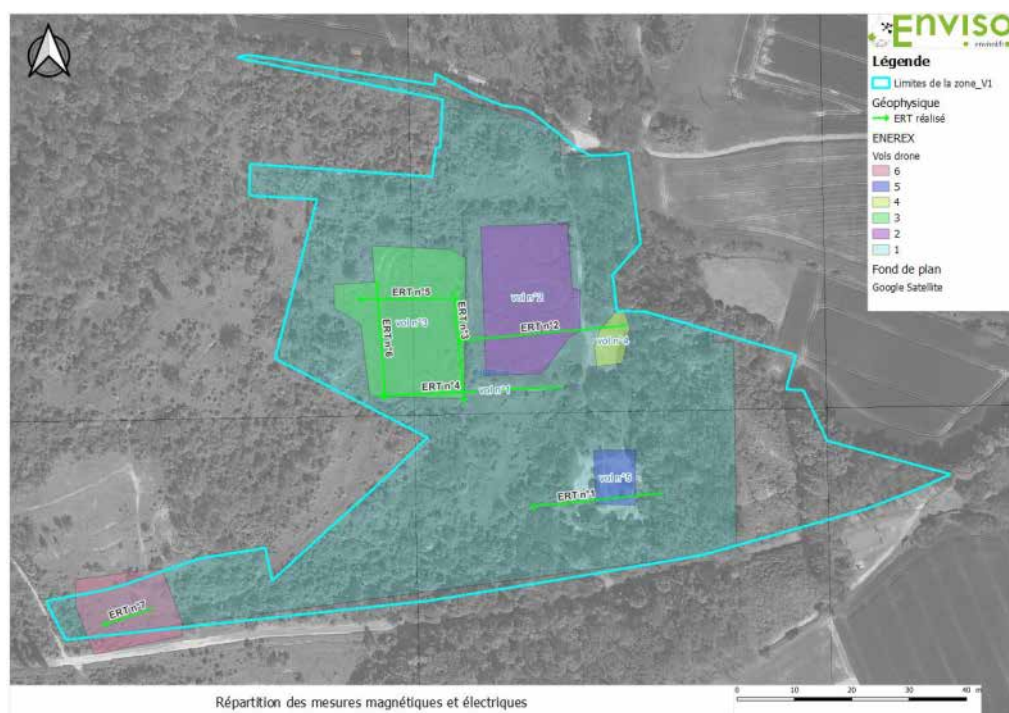 Enviso
Légende
Limites de la zone_V1
Géophysique
ERT réalisé
ENEREX
Vols drone
6
5
4
3
2
1
Fond de plan
Google Satellite
ERT n°5
vol n°3
ERT n°6
ERT n°3
vol n°2
ERT n°2
vol n°4
ERT n°4
vol n°1
vol n°5
ERT n°1
ERT n°7
Répartition des mesures magnétiques et électriques
0 10 20 30 40 m